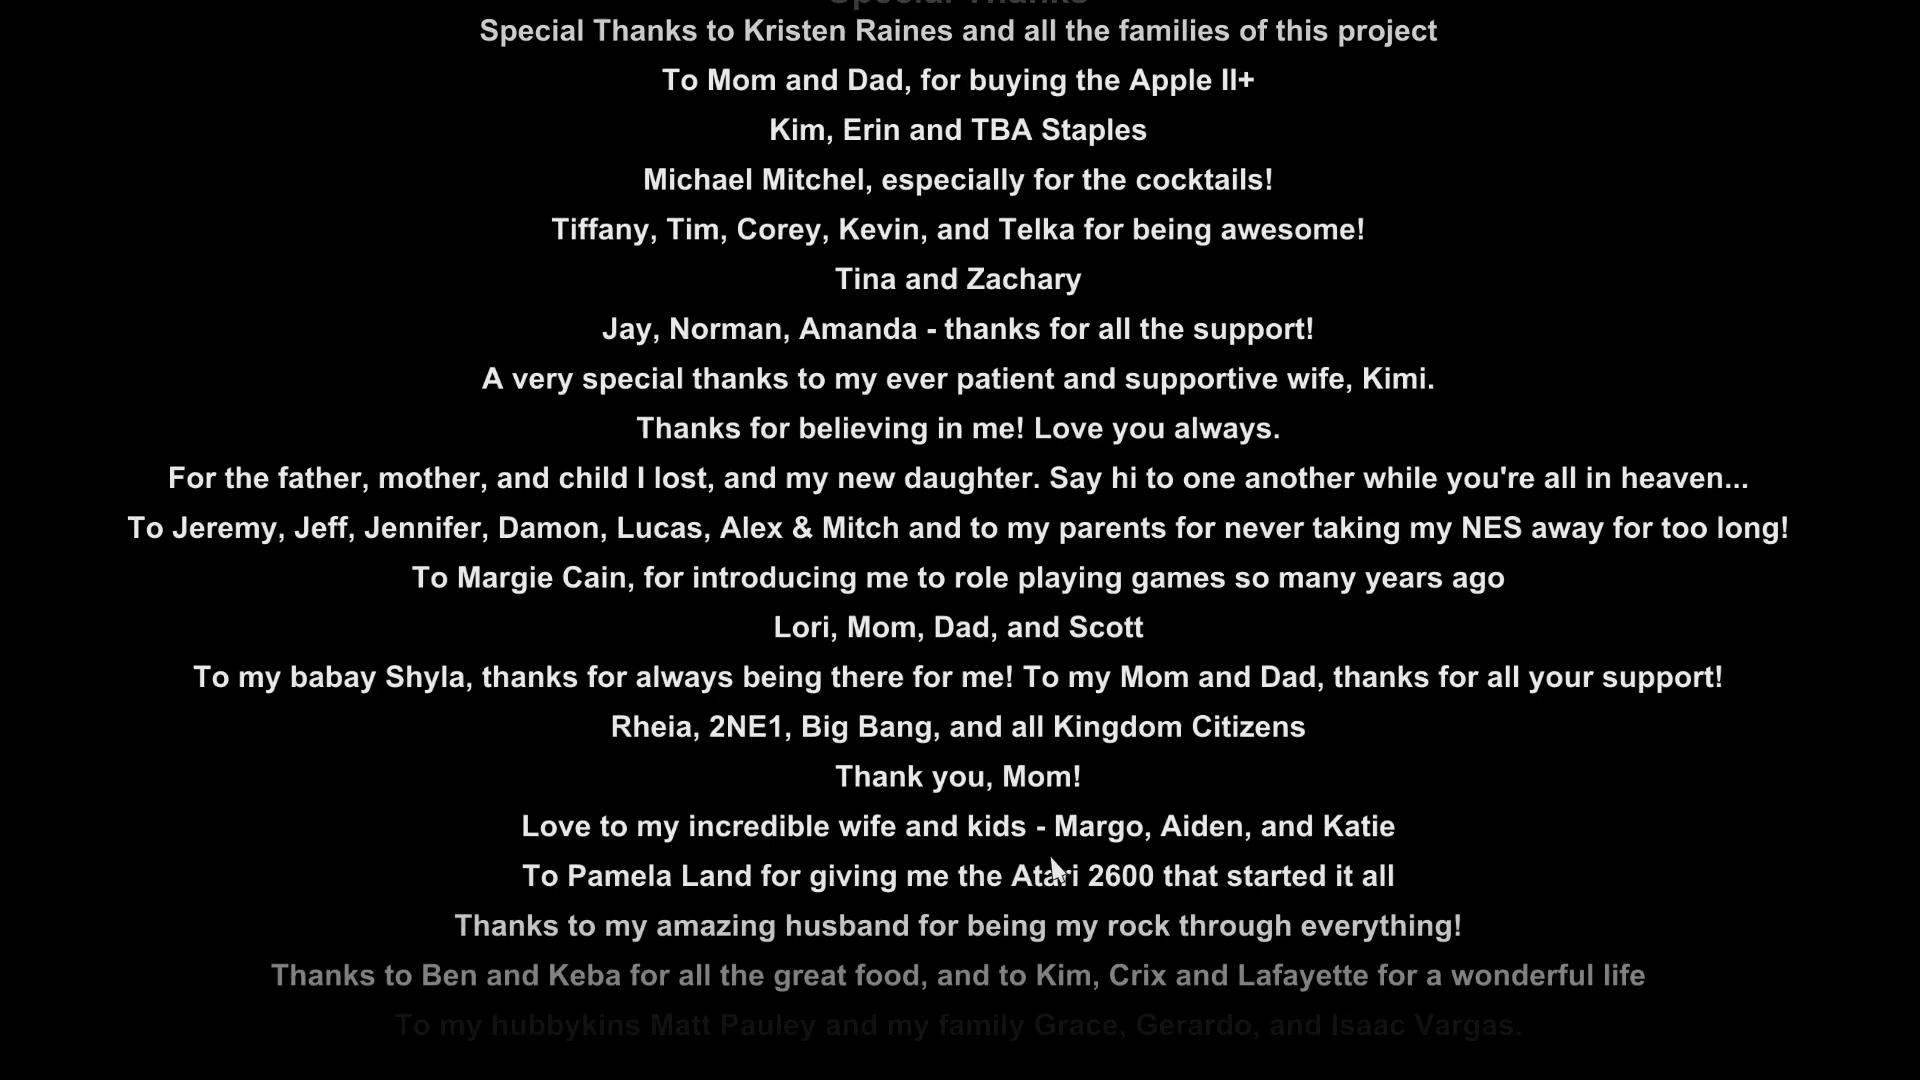 Special Thanks
Special Thanks to Kristen Raines and all the families of this project
To Mom and Dad, for buying the Apple II+
Kim, Erin and TBA Staples
Michael Mitchel, especially for the cocktails!
Tiffany, Tim, Corey, Kevin, and Telka for being awesome!
Tina and Zachary
Jay, Norman, Amanda - thanks for all the support!
A very special thanks to my ever patient and supportive wife, Kimi.
Thanks for believing in me! Love you always.
For the father, mother, and child I lost, and my new daughter. Say hi to one another while you're all in heaven...
To Jeremy, Jeff, Jennifer, Damon, Lucas, Alex & Mitch and to my parents for never taking my NES away for too long!
To Margie Cain, for introducing me to role playing games so many years ago
Lori, Mom, Dad, and Scott
To my babay Shyla, thanks for always being there for me! To my Mom and Dad, thanks for all your support!
Rheia, 2NE1, Big Bang, and all Kingdom Citizens
Thank you, Mom!
Love to my incredible wife and kids - Margo, Aiden, and Katie
To Pamela Land for giving me the Atari 2600 that started it all
Thanks to my amazing husband for being my rock through everything!
Thanks to Ben and Keba for all the great food, and to Kim, Crix and Lafayette for a wonderful life
To my hubbykins Matt Pauley and my family Grace, Gerardo, and Isaac Vargas.